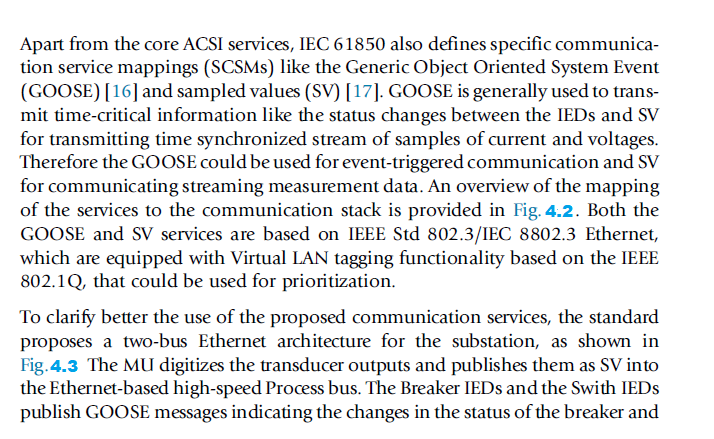 Apart from the core ACSI services, IEC 61850 also defines specific communica-
tion service mappings (SCSMs) like the Generic Object Oriented System Event
(GOOSE) [16] and sampled values (SV) [17]. GOOSE is generally used to trans-
mit time-critical information like the status changes between the IEDs and SV
for transmitting time synchronized stream of samples of current and voltages.
Therefore the GOOSE could be used for event-triggered communication and SV
for communicating streaming measurement data. An overview of the mapping
of the services to the communication stack is provided in Fig. 4.2. Both the
GOOSE and SV services are based on IEEE Std 802.3/IEC 8802.3 Ethernet,
which are equipped with Virtual LAN tagging functionality based on the IEEE
802.1Q, that could be used for prioritization.
To clarify better the use of the proposed communication services, the standard
proposes a two-bus Ethernet architecture for the substation, as shown in
Fig. 4.3 The MU digitizes the transducer outputs and publishes them as SV into
the Ethernet-based high-speed Process bus. The Breaker IEDs and the Swith IEDs
publish GOOSE messages indicating the changes in the status of the breaker and